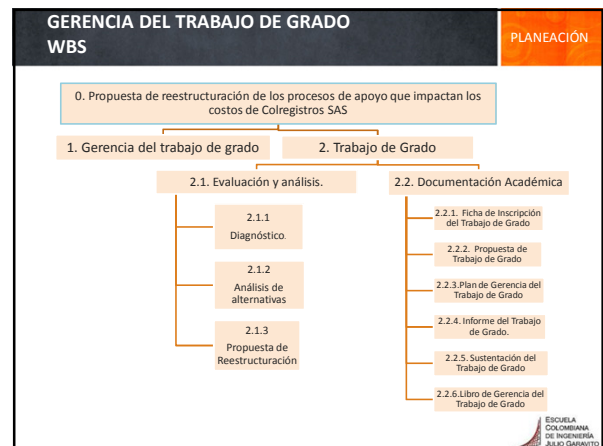 GERENCIA DEL TRABAJO DE GRADO
WBS
PLANEACIÓN
0. Propuesta de reestructuración de los procesos de apoyo que impactan los
costos de Colregistros SAS
1. Gerencia del trabajo de grado
2. Trabajo de Grado
2.1. Evaluación y análisis.
2.2. Documentación Académica
2.1.1
Diagnóstico.
2.1.2
Análisis de
alternativas
2.1.3
Propuesta de
Reestructuración
2.2.1. Ficha de Inscripción
del Trabajo de Grado
2.2.2. Propuesta de
Trabajo de Grado
2.2.3.Plan de Gerencia del
Trabajo de Grado
2.2.4. Informe del Trabajo
de Grado.
2.2.5. Sustentación del
Trabajo de Grado
2.2.6.Libro de Gerencia del
Trabajo de Grado
ESCUELA
COLOMBIANA
DE INGENIERÍA
JULIO GARAVITO